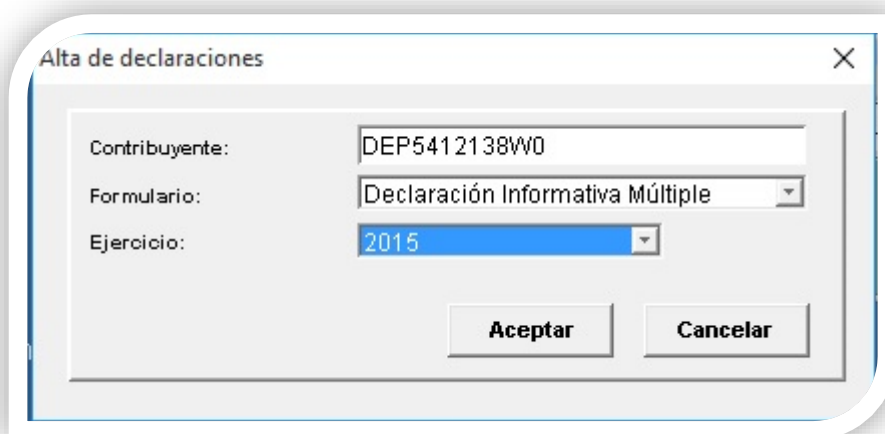 Alta de declaraciones
Contribuyente: DEP5412138W0
Formulario: Declaración Informativa Múltiple
Ejercicio: 2015
Aceptar Cancelar